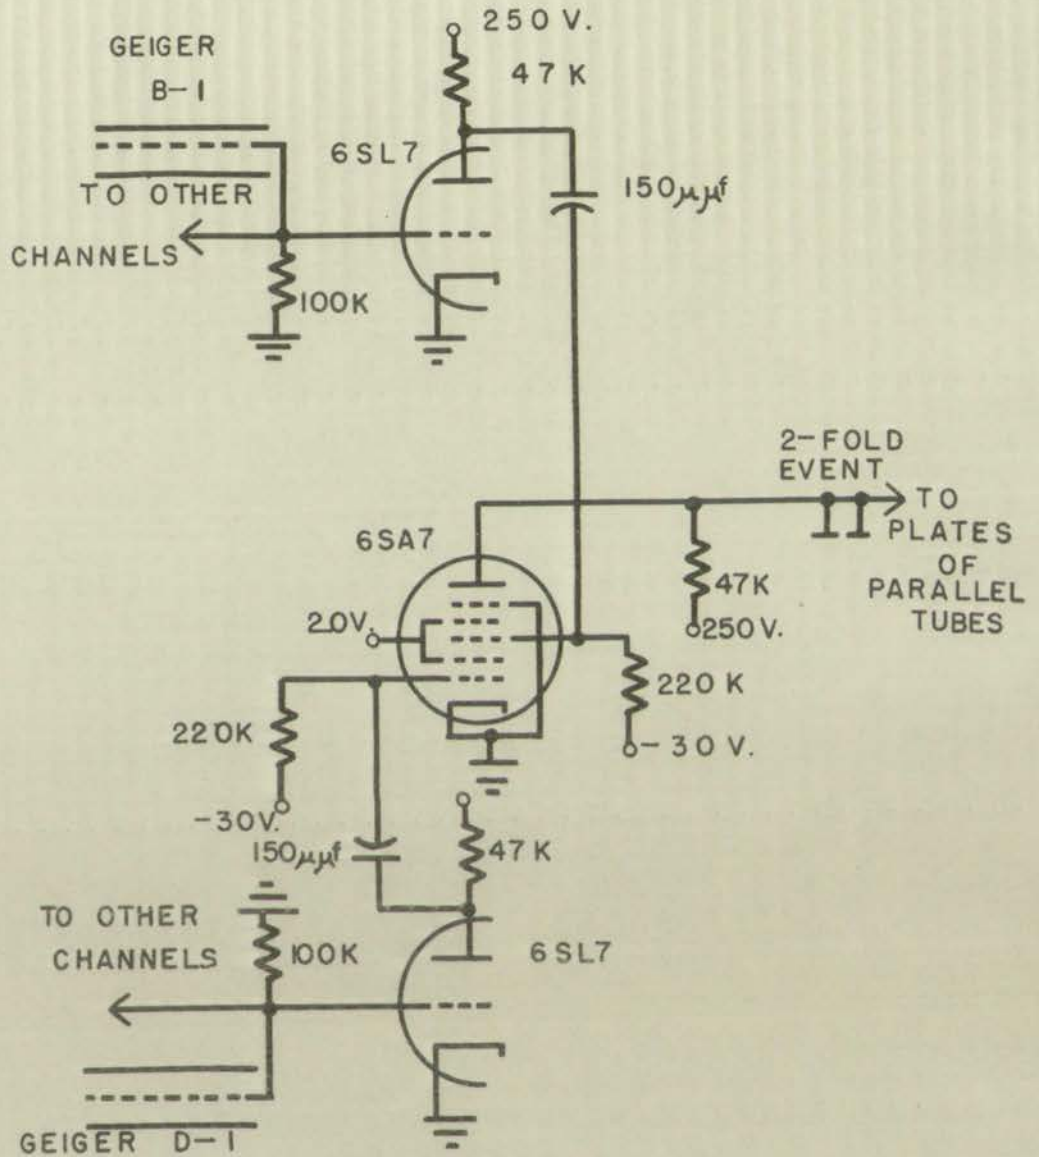 250 V.
47 K
GEIGER
B-1
6SL7
TO OTHER
CHANNELS
150μμf
100K
2-FOLD
EVENT
TO
PLATES
OF
PARALLEL
TUBES
6SA7
47K
250V.
20V.
220 K
-30 V.
220K
-30V.
150μμf
47 K
TO OTHER
CHANNELS
100K
6SL7
GEIGER D-1